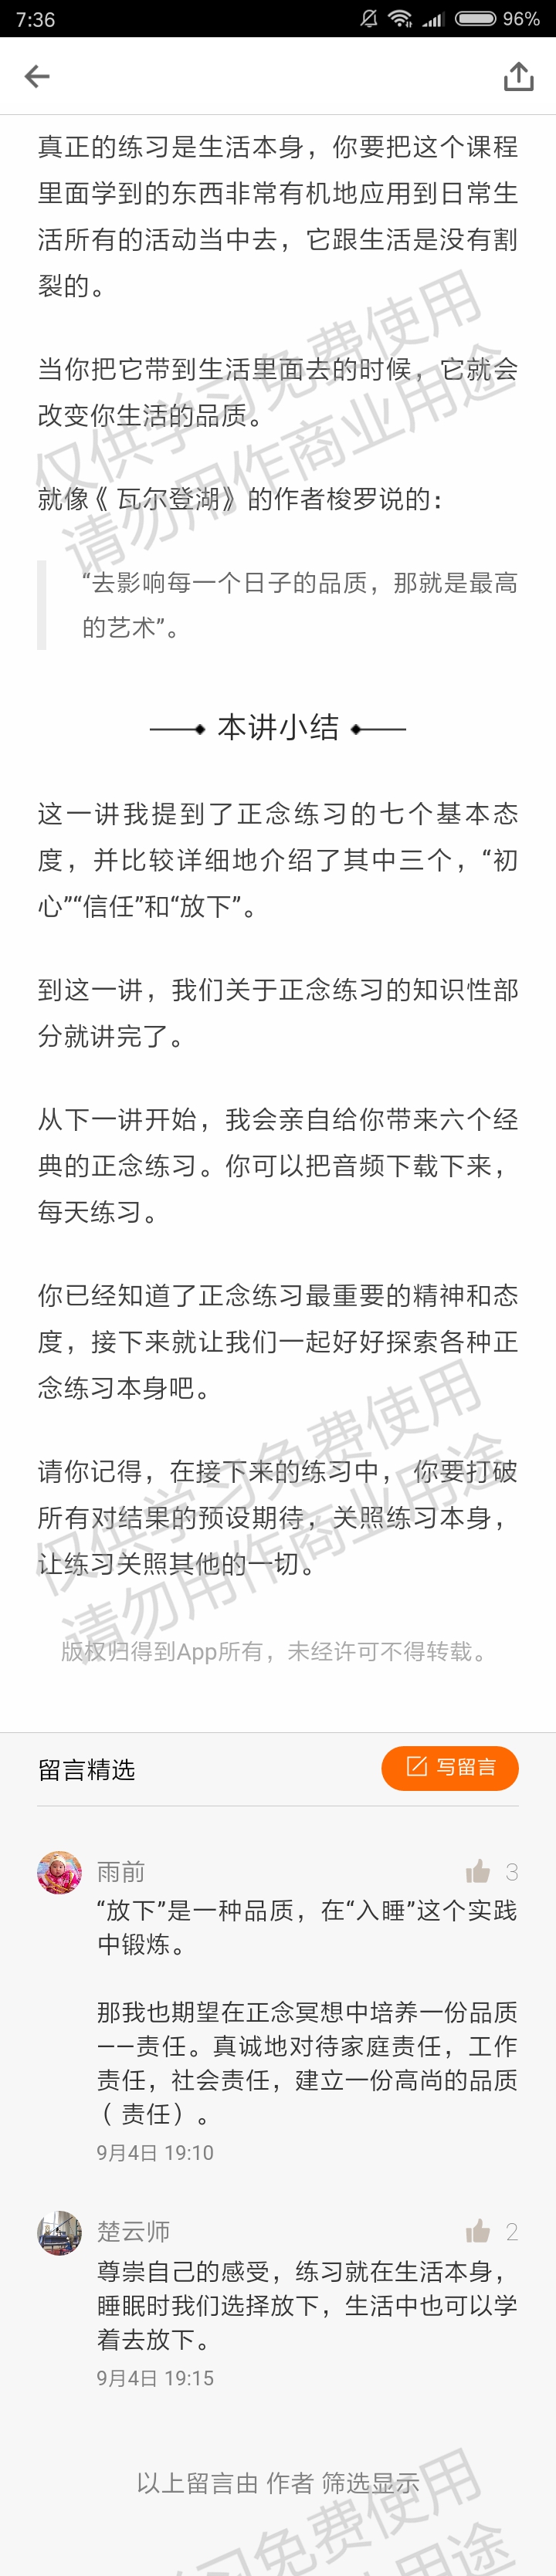 7:36
96%
真正的练习是生活本身，你要把这个课程
里面学到的东西非常有机地应用到日常生
活所有的活动当中去，它跟生活是没有割
裂的。
当你把它带到生活里面去的时候，它就会
改变你生活的品质。
仅供学习免费使用
请勿用作商业用途
就像《瓦尔登湖》的作者梭罗说的：
“去影响每一个日子的品质，那就是最高
的艺术”。
本讲小结
这一讲我提到了正念练习的七个基本态
度，并比较详细地介绍了其中三个，“初
心”“信任”和“放下”。
到这一讲，我们关于正念练习的知识性部
分就讲完了。
从下一讲开始，我会亲自给你带来六个经
典的正念练习。你可以把音频下载下来，
每天练习。
你已经知道了正念练习最重要的精神和态
度，接下来就让我们一起好好探索各种正
念练习本身吧。
请你记得，在接下来的练习中，你要打破
所有对结果的预设期待，关照练习本身，
让练习关照其他的一切。
仅供学习免费使用
请勿用作商业用途
版权归得到App所有，未经许可不得转载。
留言精选
写留言
雨前
3
“放下”是一种品质，在“入睡”这个实践
中锻炼。
那我也期望在正念冥想中培养一份品质
——责任。真诚地对待家庭责任，工作
责任，社会责任，建立一份高尚的品质
（责任）。
9月4日 19:10
楚云师
2
尊崇自己的感受，练习就在生活本身，
睡眠时我们选择放下，生活中也可以学
着去放下。
9月4日 19:15
以上留言由 作者 筛选显示
习免费使用
用途